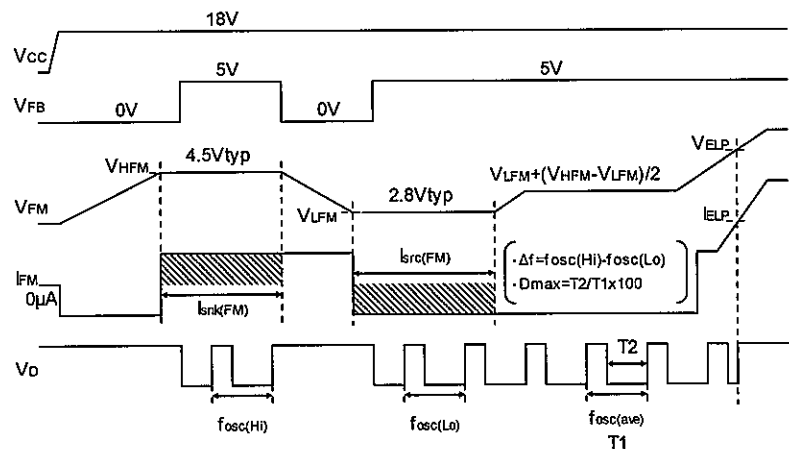 18V
VCC
5V
5V
VFB
0V
0V
VHFM
4.5Vtyp
VELP
VLFM+(VHFM-VLFM)/2
VFM
VLFM
2.8Vtyp
IELP
Isrc(FM)
·Δf=fosc(Hi)-fosc(Lo)
·Dmax=T2/T1x100
IFM
0μA
Isnk(FM)
T2
VD
fosc(Hi)
fosc(Lo)
fosc(ave)
T1